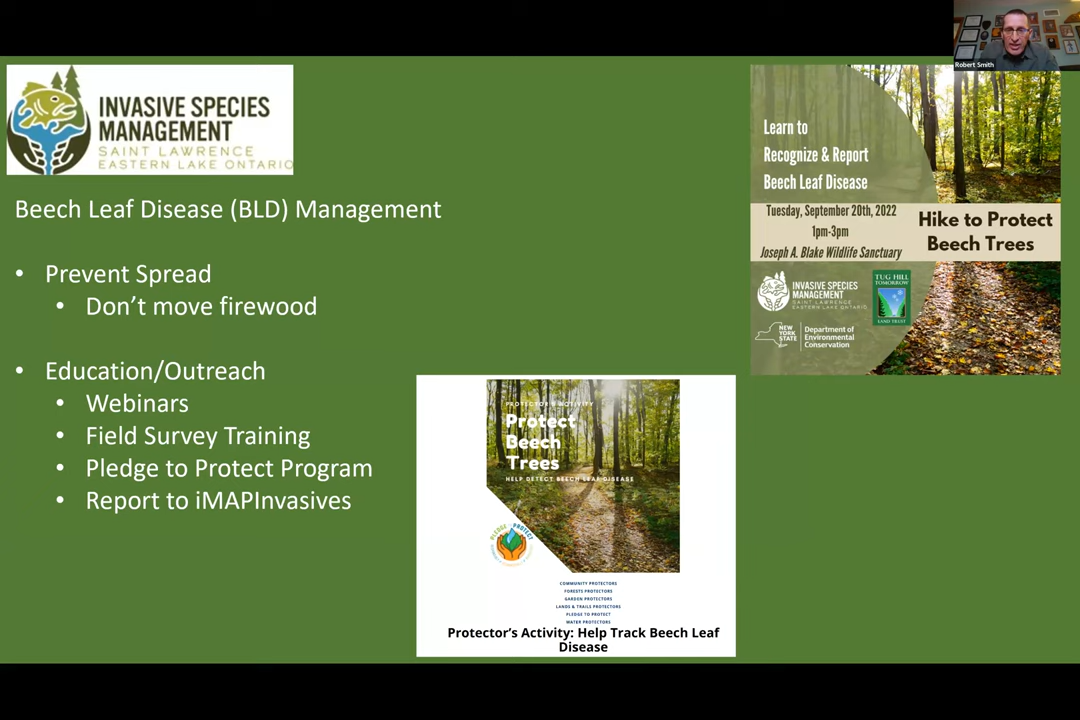 Robert Smith
INVASIVE SPECIES
MANAGEMENT
SAINT LAWRENCE
EASTERN LAKE ONTARIO
Beech Leaf Disease (BLD) Management
• Prevent Spread
• Don’t move firewood
• Education/Outreach
• Webinars
• Field Survey Training
• Pledge to Protect Program
• Report to iMAPInvasives
Learn to
Recognize & Report
Beech Leaf Disease
Tuesday, September 20th, 2022
1pm-3pm
Joseph A. Blake Wildlife Sanctuary
Hike to Protect
Beech Trees
INVASIVE SPECIES
MANAGEMENT
SAINT LAWRENCE
EASTERN LAKE ONTARIO
TUG HILL
TOMORROW
LAND TRUST
NEW
YORK
STATE
Department of
Environmental
Conservation
PROTECTOR'S ACTIVITY
Protect
Beech
Trees
HELP DETECT BEECH LEAF DISEASE
PLEDGE TO PROTECT
COMMUNITY PROTECTORS
FORESTS PROTECTORS
GARDEN PROTECTORS
LANDS & TRAILS PROTECTORS
PLEDGE TO PROTECT
WATER PROTECTORS
Protector’s Activity: Help Track Beech Leaf
Disease